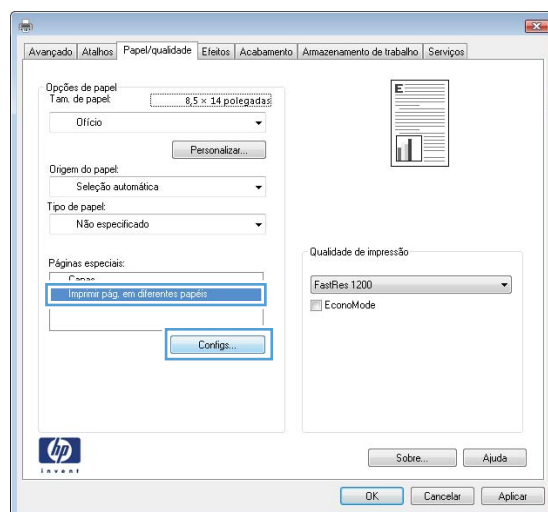 Avançado Atalhos Papel/qualidade Efeitos Acabamento Armazenamento de trabalho Serviços
Opções de papel
Tam. de papel: 8,5 × 14 polegadas
Ofício
Personalizar...
Origem do papel:
Seleção automática
Tipo de papel:
Não especificado
Páginas especiais:
Capas
Imprimir pág. em diferentes papéis
Configs...
E
Qualidade de impressão
FastRes 1200
EconoMode
hp
invent
Sobre... Ajuda
OK Cancelar Aplicar